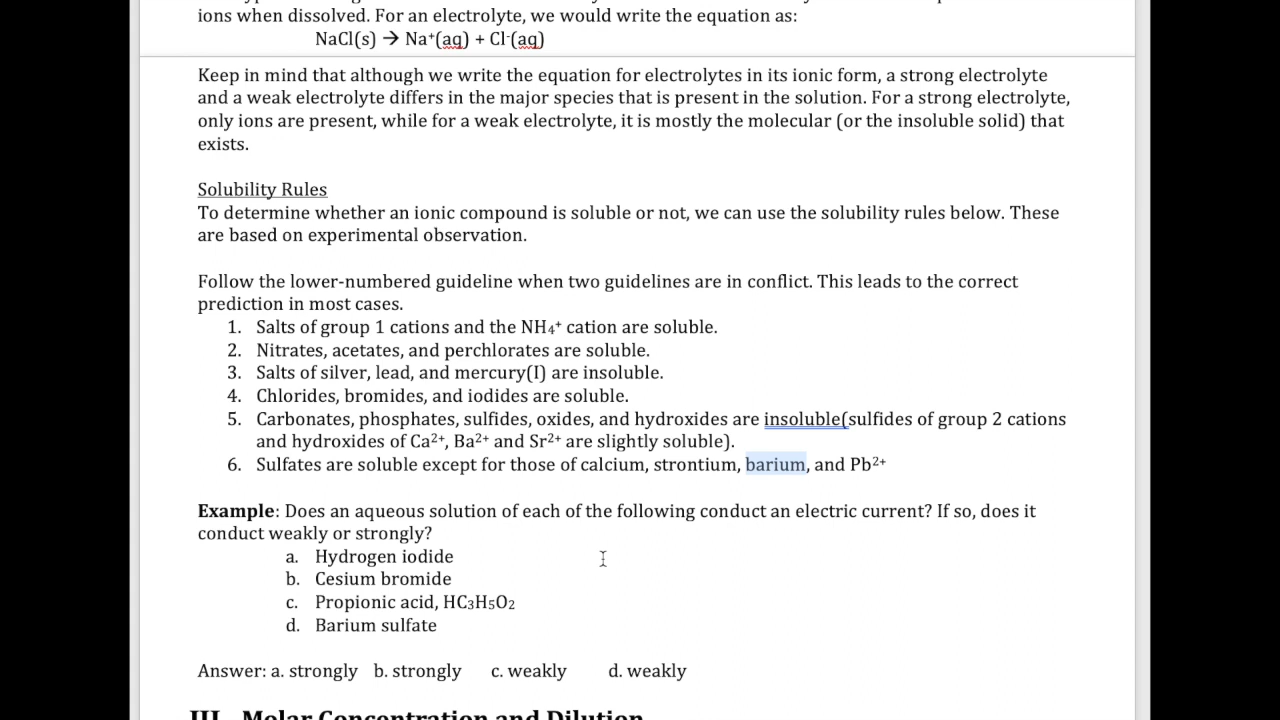 ions when dissolved. For an electrolyte, we would write the equation as:
NaCl(s) → Na⁺(aq) + Cl⁻(aq)
Keep in mind that although we write the equation for electrolytes in its ionic form, a strong electrolyte
and a weak electrolyte differs in the major species that is present in the solution. For a strong electrolyte,
only ions are present, while for a weak electrolyte, it is mostly the molecular (or the insoluble solid) that
exists.
Solubility Rules
To determine whether an ionic compound is soluble or not, we can use the solubility rules below. These
are based on experimental observation.
Follow the lower-numbered guideline when two guidelines are in conflict. This leads to the correct
prediction in most cases.
1. Salts of group 1 cations and the NH₄⁺ cation are soluble.
2. Nitrates, acetates, and perchlorates are soluble.
3. Salts of silver, lead, and mercury(I) are insoluble.
4. Chlorides, bromides, and iodides are soluble.
5. Carbonates, phosphates, sulfides, oxides, and hydroxides are insoluble(sulfides of group 2 cations
and hydroxides of Ca²⁺, Ba²⁺ and Sr²⁺ are slightly soluble).
6. Sulfates are soluble except for those of calcium, strontium, barium, and Pb²⁺
Example: Does an aqueous solution of each of the following conduct an electric current? If so, does it
conduct weakly or strongly?
a. Hydrogen iodide
b. Cesium bromide
c. Propionic acid, HC₃H₅O₂
d. Barium sulfate
Answer: a. strongly b. strongly c. weakly d. weakly
III. Molar Concentration and Dilution